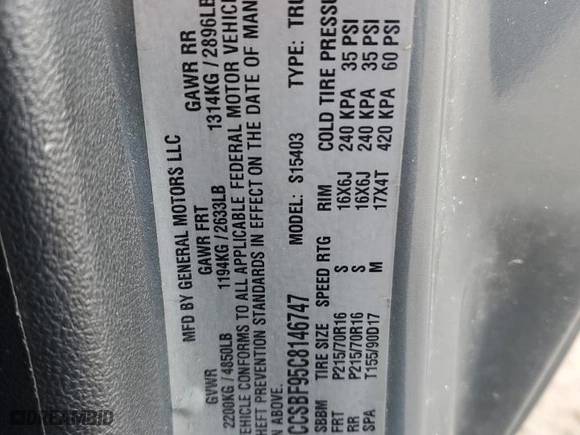 MFD BY GENERAL MOTORS LLC
GVWR GAWR FRT GAWR RR
2200KG / 4850LB 1194KG / 2633LB 1314KG / 2896LB
VEHICLE CONFORMS TO ALL APPLICABLE FEDERAL MOTOR VEHIC
PREVENTION STANDARDS IN EFFECT ON THE DATE OF MAN
ABOVE.
CCSBF95C8146747 MODEL: S15403 TYPE: TRU
SBBM TIRE SIZE SPEED RTG RIM COLD TIRE PRESSU
FRT P215/70R16 S 16X6J 240 KPA 35 PSI
RR P215/70R16 S 16X6J 240 KPA 35 PSI
SPA T155/90D17 M 17X4T 420 KPA 60 PSI
DREAMBID